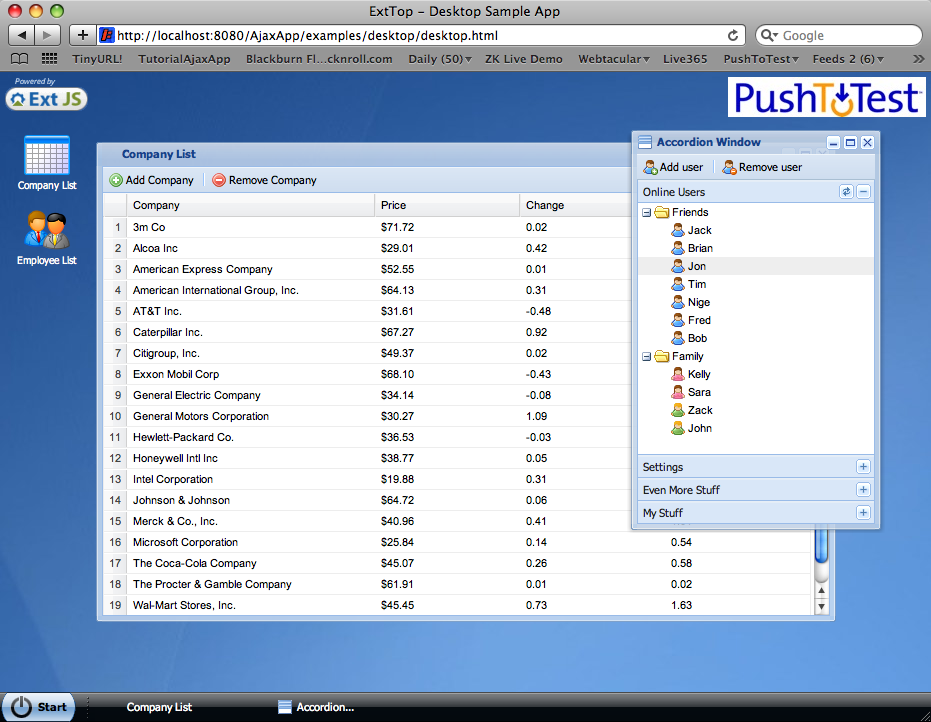 ExtTop – Desktop Sample App
http://localhost:8080/AjaxApp/examples/desktop/desktop.html
Google
TinyURL! TutorialAjaxApp Blackburn Fl...cknroll.com Daily (50) ZK Live Demo Webtacular Live365 PushToTest Feeds 2 (6)
Powered by
Ext JS
PushToTest
Company List
Employee List
Company List
Add Company Remove Company
Company Price Change
1 3m Co $71.72 0.02
2 Alcoa Inc $29.01 0.42
3 American Express Company $52.55 0.01
4 American International Group, Inc. $64.13 0.31
5 AT&T Inc. $31.61 -0.48
6 Caterpillar Inc. $67.27 0.92
7 Citigroup, Inc. $49.37 0.02
8 Exxon Mobil Corp $68.10 -0.43
9 General Electric Company $34.14 -0.08
10 General Motors Corporation $30.27 1.09
11 Hewlett-Packard Co. $36.53 -0.03
12 Honeywell Intl Inc $38.77 0.05
13 Intel Corporation $19.88 0.31
14 Johnson & Johnson $64.72 0.06
15 Merck & Co., Inc. $40.96 0.41
16 Microsoft Corporation $25.84 0.14 0.54
17 The Coca-Cola Company $45.07 0.26 0.58
18 The Procter & Gamble Company $61.91 0.01 0.02
19 Wal-Mart Stores, Inc. $45.45 0.73 1.63
Accordion Window
Add user Remove user
Online Users
Friends
Jack
Brian
Jon
Tim
Nige
Fred
Bob
Family
Kelly
Sara
Zack
John
Settings
Even More Stuff
My Stuff
Start Company List Accordion...